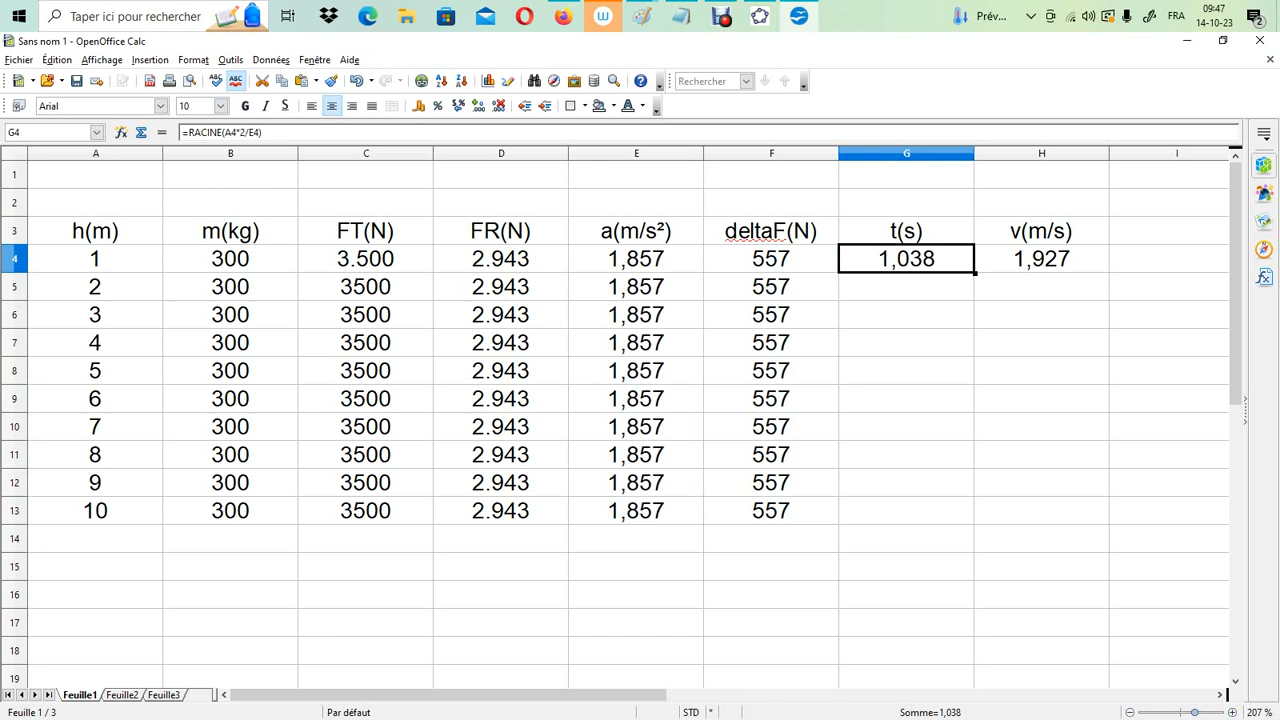 Taper ici pour rechercher
Prév...
FRA
09:47
14-10-23
2
Sans nom 1 - OpenOffice Calc
Fichier Édition Affichage Insertion Format Outils Données Fenêtre Aide
Rechercher
Arial 10 G I S
G4 =RACINE(A4*2/E4)
A B C D E F G H I
1
2
3 h(m) m(kg) FT(N) FR(N) a(m/s²) deltaF(N) t(s) v(m/s)
4 1 300 3.500 2.943 1,857 557 1,038 1,927
5 2 300 3500 2.943 1,857 557
6 3 300 3500 2.943 1,857 557
7 4 300 3500 2.943 1,857 557
8 5 300 3500 2.943 1,857 557
9 6 300 3500 2.943 1,857 557
10 7 300 3500 2.943 1,857 557
11 8 300 3500 2.943 1,857 557
12 9 300 3500 2.943 1,857 557
13 10 300 3500 2.943 1,857 557
14
15
16
17
18
19
Feuille1 Feuille2 Feuille3
Feuille 1 / 3 Par défaut STD * Somme=1,038 207 %